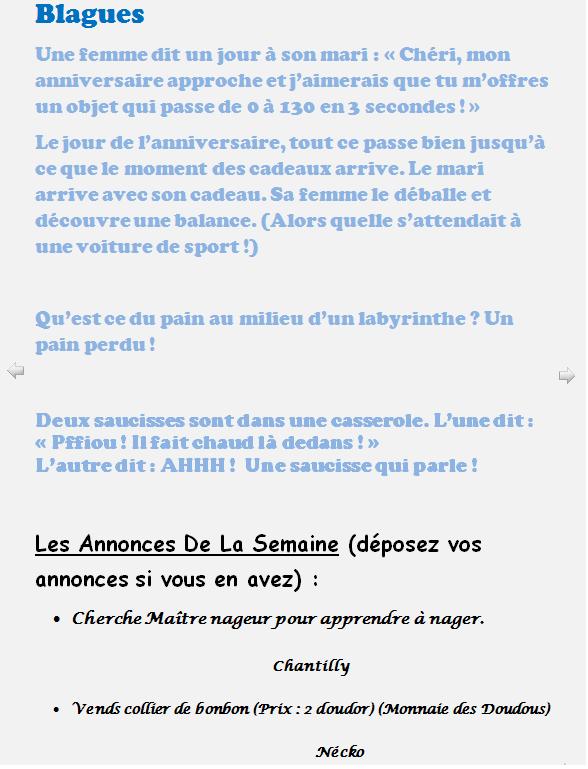 Blagues
Une femme dit un jour à son mari : « Chéri, mon
anniversaire approche et j'aimerais que tu m'offres
un objet qui passe de 0 à 130 en 3 secondes ! »
Le jour de l'anniversaire, tout ce passe bien jusqu'à
ce que le moment des cadeaux arrive. Le mari
arrive avec son cadeau. Sa femme le déballe et
découvre une balance. (Alors quelle s'attendait à
une voiture de sport !)
Qu'est ce du pain au milieu d'un labyrinthe ? Un
pain perdu !
Deux saucisses sont dans une casserole. L'une dit :
« Pffiou ! Il fait chaud là dedans ! »
L'autre dit : AHHH ! Une saucisse qui parle !
Les Annonces De La Semaine (déposez vos
annonces si vous en avez) :
• Cherche Maître nageur pour apprendre à nager.
Chantilly
• Vends collier de bonbon (Prix : 2 doudor) (Monnaie des Doudous)
Nécko